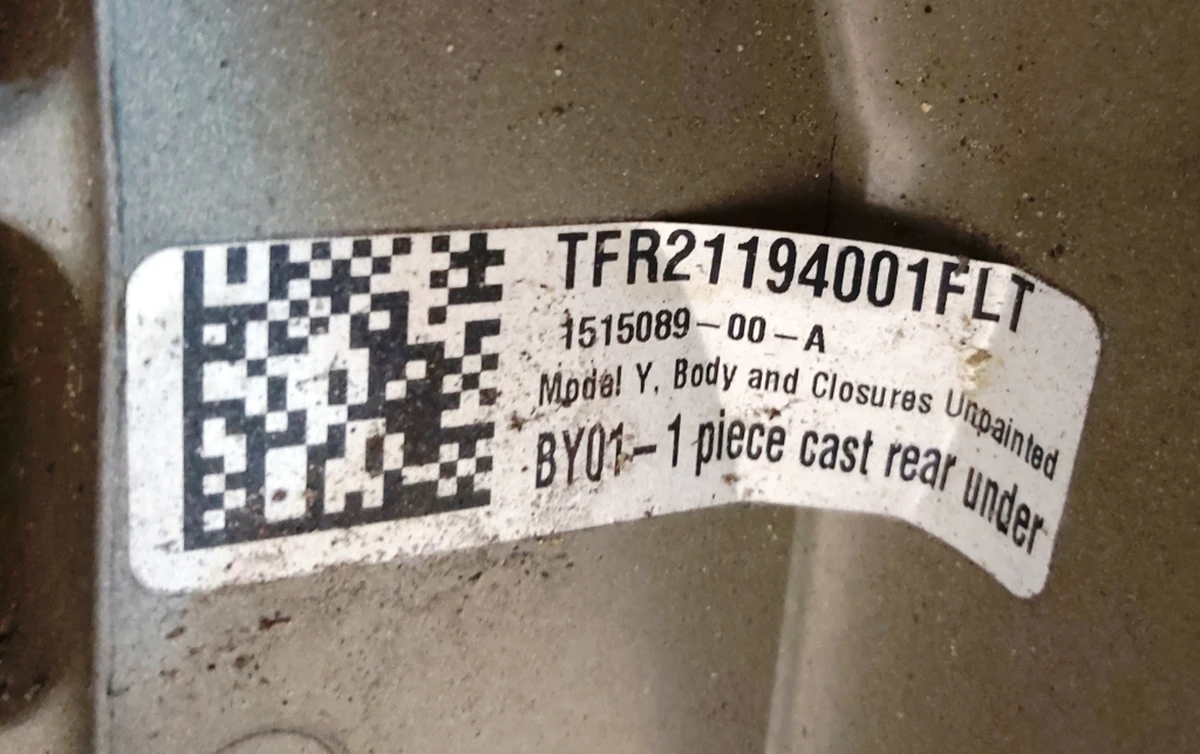 TFR21194001FLT
1515089-00-A
Model Y, Body and Closures Unpainted
BY01-1 piece cast rear under